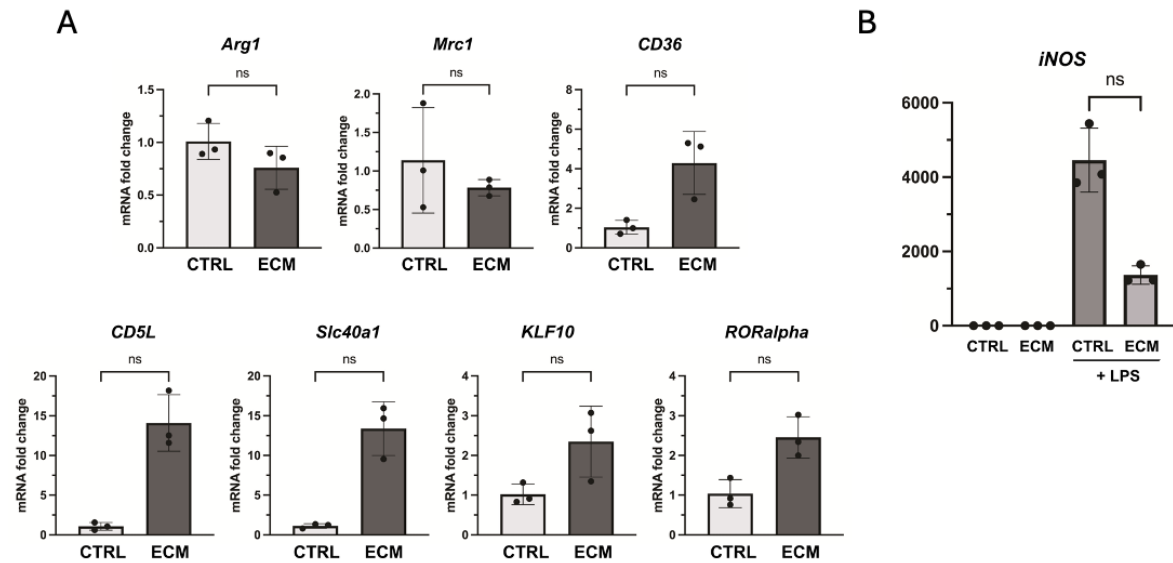 A
B
Arg1
Mrc1
CD36
iNOS
ns
ns
ns
ns
mRNA fold change
1.5
1.0
0.5
0.0
CTRL
ECM
mRNA fold change
2.0
1.5
1.0
0.5
0.0
CTRL
ECM
mRNA fold change
8
6
4
2
0
CTRL
ECM
6000
4000
2000
0
CTRL
ECM
CTRL
ECM
+ LPS
CD5L
Slc40a1
KLF10
RORalpha
ns
ns
ns
ns
mRNA fold change
20
15
10
5
0
CTRL
ECM
mRNA fold change
20
15
10
5
0
CTRL
ECM
mRNA fold change
4
3
2
1
0
CTRL
ECM
mRNA fold change
4
3
2
1
0
CTRL
ECM